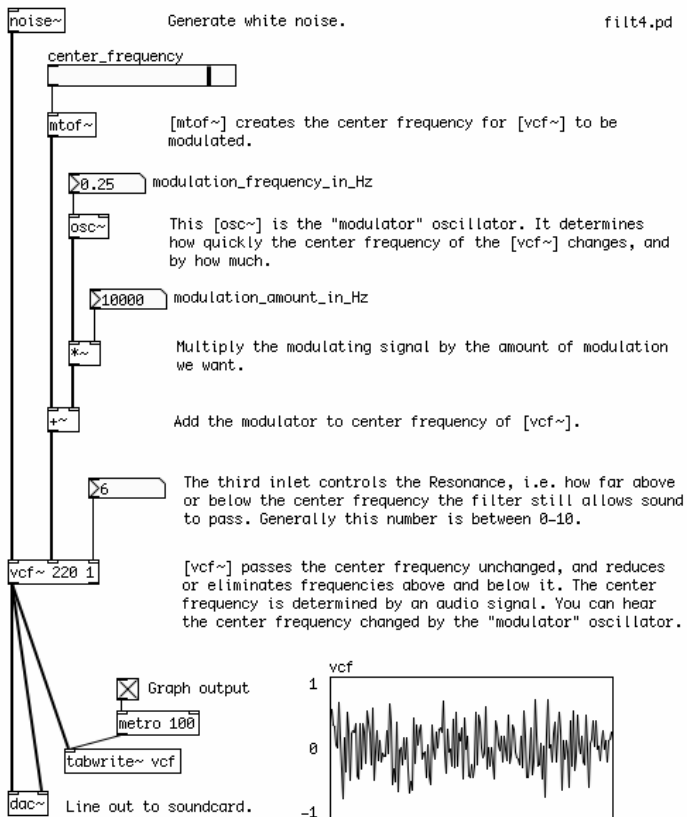 noise~
Generate white noise.
filt4.pd
center_frequency
mtof~
[mtof~] creates the center frequency for [vcf~] to be
modulated.
0.25
modulation_frequency_in_Hz
osc~
This [osc~] is the "modulator" oscillator. It determines
how quickly the center frequency of the [vcf~] changes, and
by how much.
10000
modulation_amount_in_Hz
*~
Multiply the modulating signal by the amount of modulation
we want.
+~
Add the modulator to center frequency of [vcf~].
6
The third inlet controls the Resonance, i.e. how far above
or below the center frequency the filter still allows sound
to pass. Generally this number is between 0-10.
vcf~ 220 1
[vcf~] passes the center frequency unchanged, and reduces
or eliminates frequencies above and below it. The center
frequency is determined by an audio signal. You can hear
the center frequency changed by the "modulator" oscillator.
vcf
1
Graph output
metro 100
0
tabwrite~ vcf
dac~
Line out to soundcard.
-1